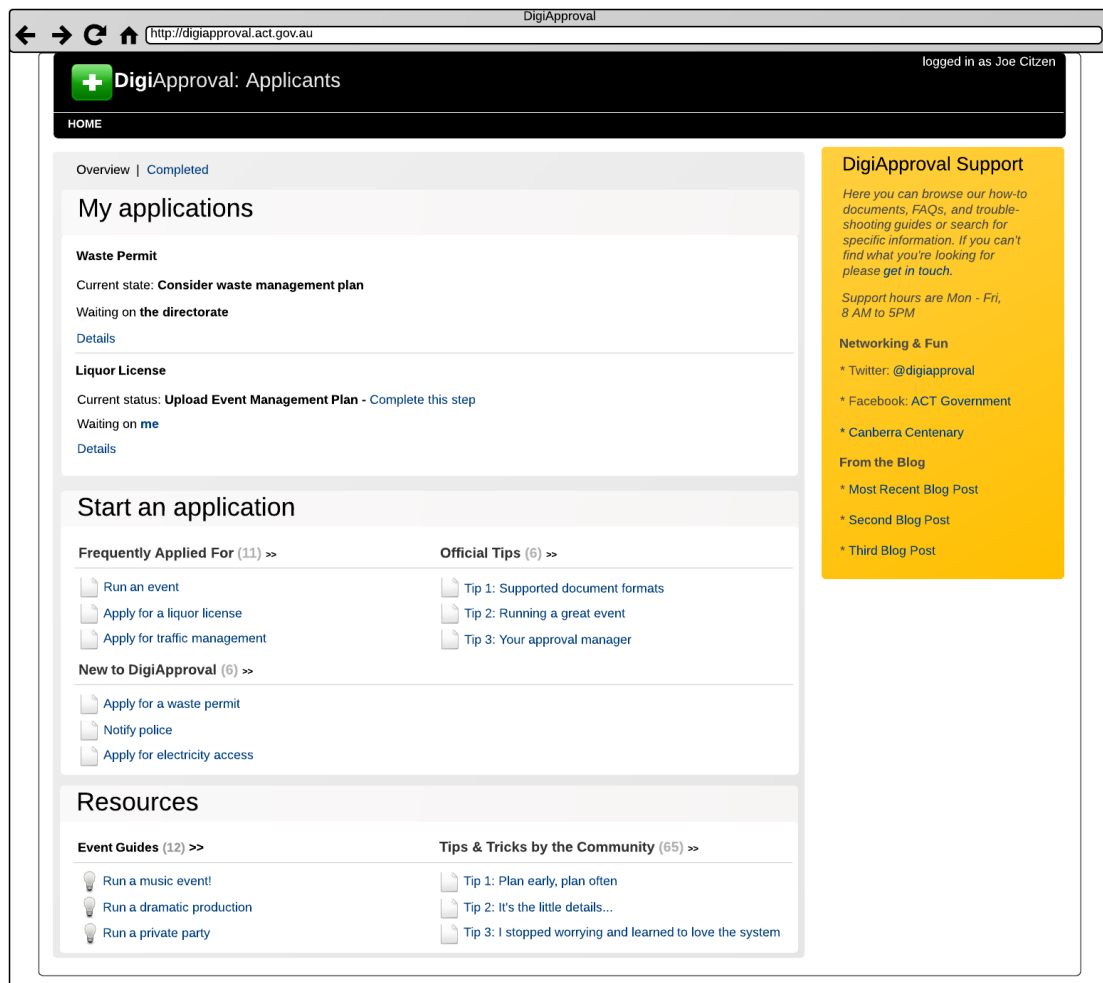 DigiApproval
http://digiapproval.act.gov.au
logged in as Joe Citzen
DigiApproval: Applicants
HOME
Overview | Completed
My applications
Waste Permit
Current state: Consider waste management plan
Waiting on the directorate
Details
Liquor License
Current status: Upload Event Management Plan - Complete this step
Waiting on me
Details
Start an application
Frequently Applied For (11) >>
Run an event
Apply for a liquor license
Apply for traffic management
Official Tips (6) >>
Tip 1: Supported document formats
Tip 2: Running a great event
Tip 3: Your approval manager
New to DigiApproval (6) >>
Apply for a waste permit
Notify police
Apply for electricity access
Resources
Event Guides (12) >>
Run a music event!
Run a dramatic production
Run a private party
Tips & Tricks by the Community (65) >>
Tip 1: Plan early, plan often
Tip 2: It's the little details...
Tip 3: I stopped worrying and learned to love the system
DigiApproval Support
Here you can browse our how-to
documents, FAQs, and trouble-
shooting guides or search for
specific information. If you can't
find what you're looking for
please get in touch.
Support hours are Mon - Fri,
8 AM to 5PM
Networking & Fun
* Twitter: @digiapproval
* Facebook: ACT Government
* Canberra Centenary
From the Blog
* Most Recent Blog Post
* Second Blog Post
* Third Blog Post